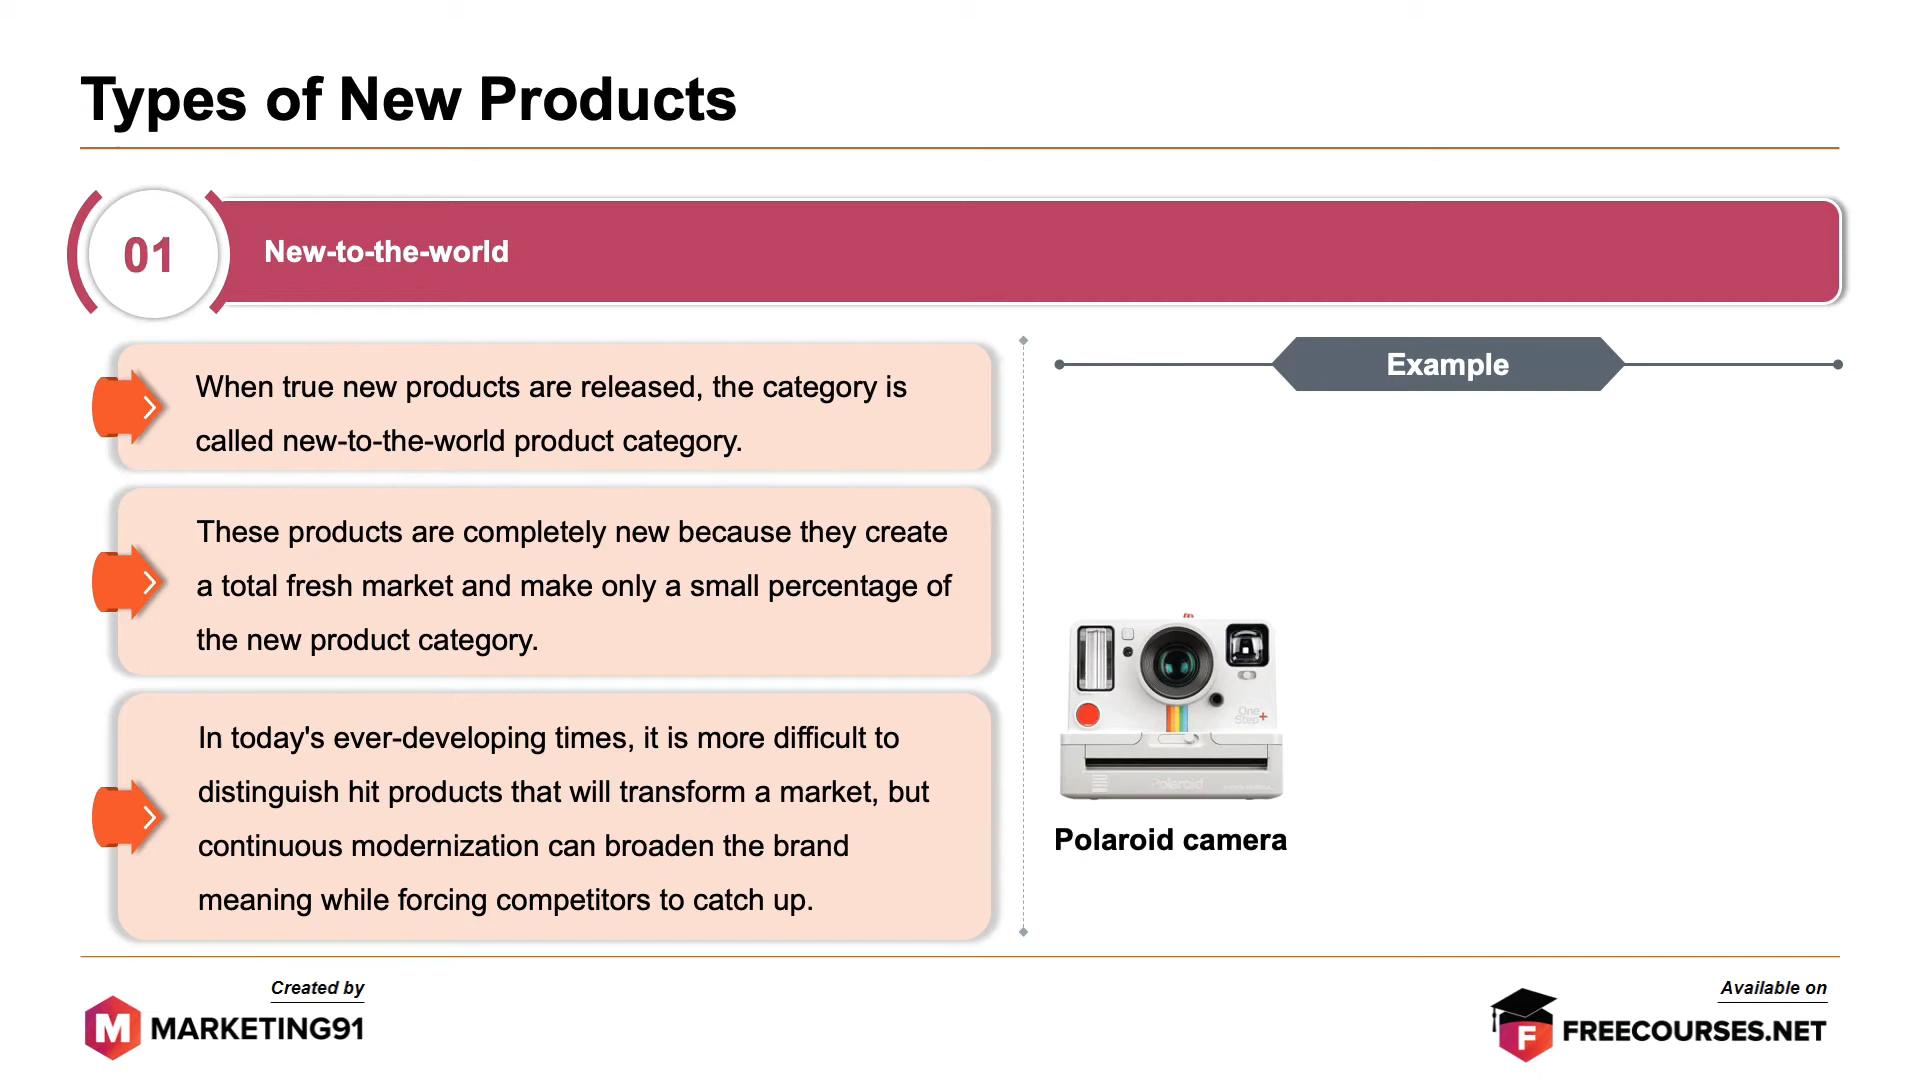 Types of New Products
01
New-to-the-world
When true new products are released, the category is
called new-to-the-world product category.
These products are completely new because they create
a total fresh market and make only a small percentage of
the new product category.
In today's ever-developing times, it is more difficult to
distinguish hit products that will transform a market, but
continuous modernization can broaden the brand
meaning while forcing competitors to catch up.
Example
One
Step+
Polaroid
Polaroid camera
Created by
M MARKETING91
Available on
F FREECOURSES.NET